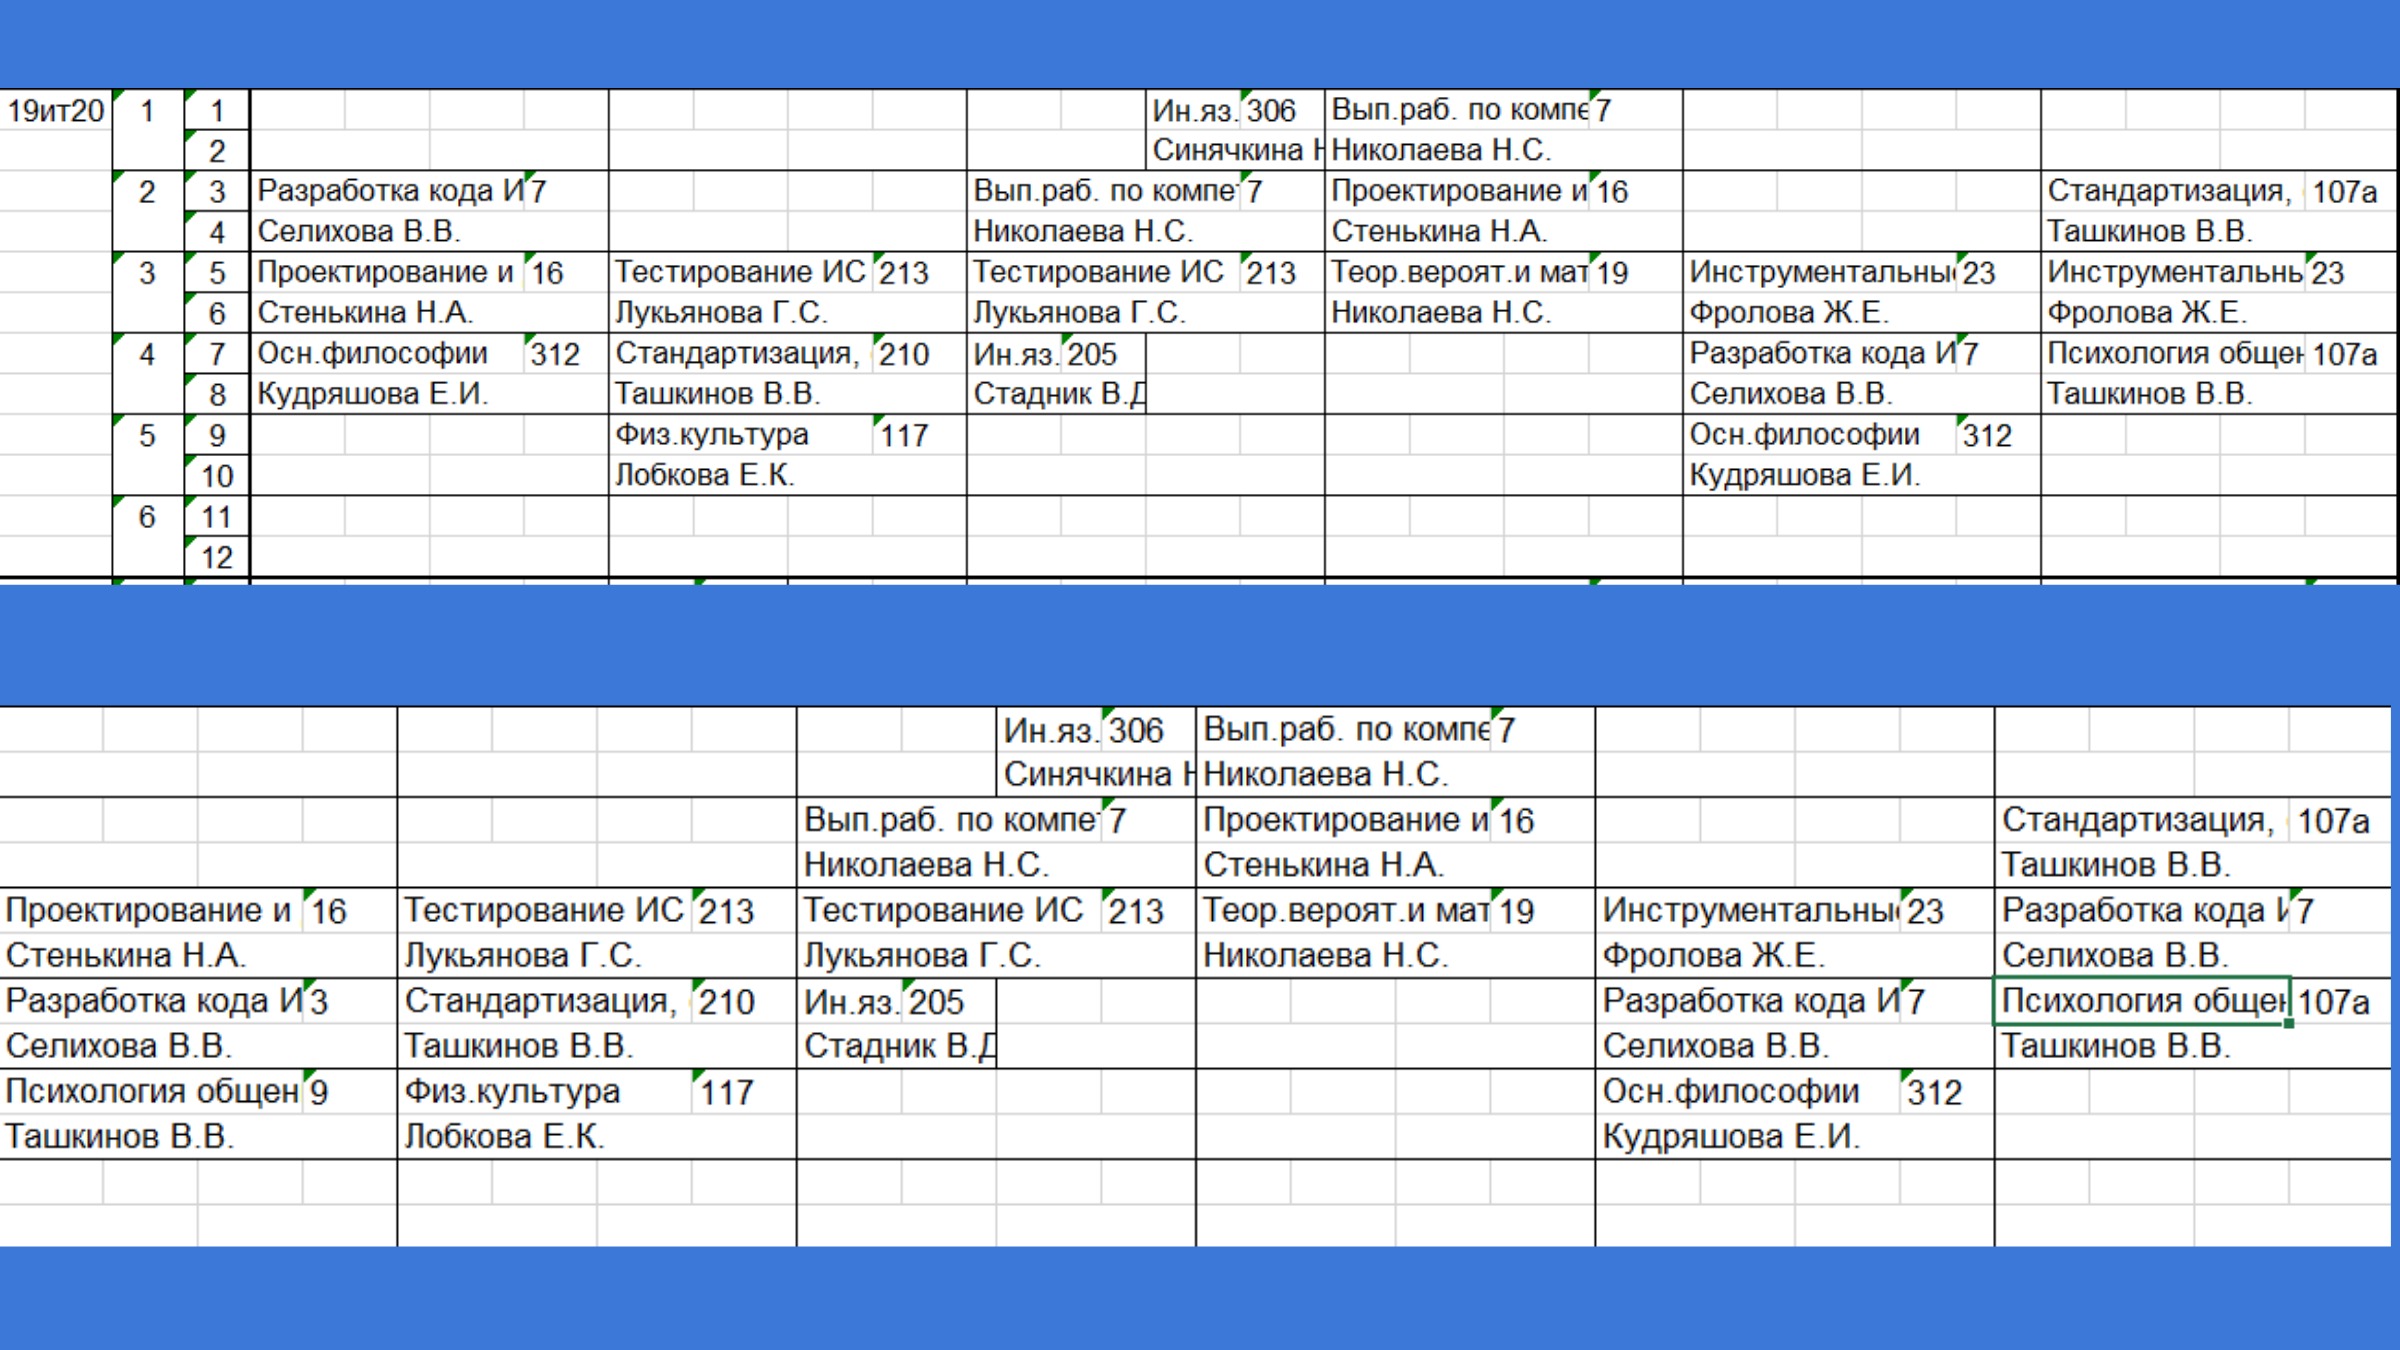 19ит20 1 1 Ин.яз. 306 Вып.раб. по компе 7
2 Синячкина Николаева Н.С.
2 3 Разработка кода И 7 Вып.раб. по компе 7 Проектирование и 16 Стандартизация, 107а
4 Селихова В.В. Николаева Н.С. Стенькина Н.А. Ташкинов В.В.
3 5 Проектирование и 16 Тестирование ИС 213 Тестирование ИС 213 Теор.вероят.и мат 19 Инструментальны 23 Инструментальн 23
6 Стенькина Н.А. Лукьянова Г.С. Лукьянова Г.С. Николаева Н.С. Фролова Ж.Е. Фролова Ж.Е.
4 7 Осн.философии 312 Стандартизация, 210 Ин.яз. 205 Разработка кода И 7 Психология общен 107а
8 Кудряшова Е.И. Ташкинов В.В. Стадник В.Д Селихова В.В. Ташкинов В.В.
5 9 Физ.культура 117 Осн.философии 312
10 Лобкова Е.К. Кудряшова Е.И.
6 11
12
Ин.яз. 306 Вып.раб. по компе 7
Синячкина Николаева Н.С.
Вып.раб. по компе 7 Проектирование и 16 Стандартизация, 107а
Николаева Н.С. Стенькина Н.А. Ташкинов В.В.
Проектирование и 16 Тестирование ИС 213 Тестирование ИС 213 Теор.вероят.и мат 19 Инструментальны 23 Разработка кода И 7
Стенькина Н.А. Лукьянова Г.С. Лукьянова Г.С. Николаева Н.С. Фролова Ж.Е. Селихова В.В.
Разработка кода И 3 Стандартизация, 210 Ин.яз. 205 Разработка кода И 7 Психология общен 107а
Селихова В.В. Ташкинов В.В. Стадник В.Д Селихова В.В. Ташкинов В.В.
Психология общен 9 Физ.культура 117 Осн.философии 312
Ташкинов В.В. Лобкова Е.К. Кудряшова Е.И.